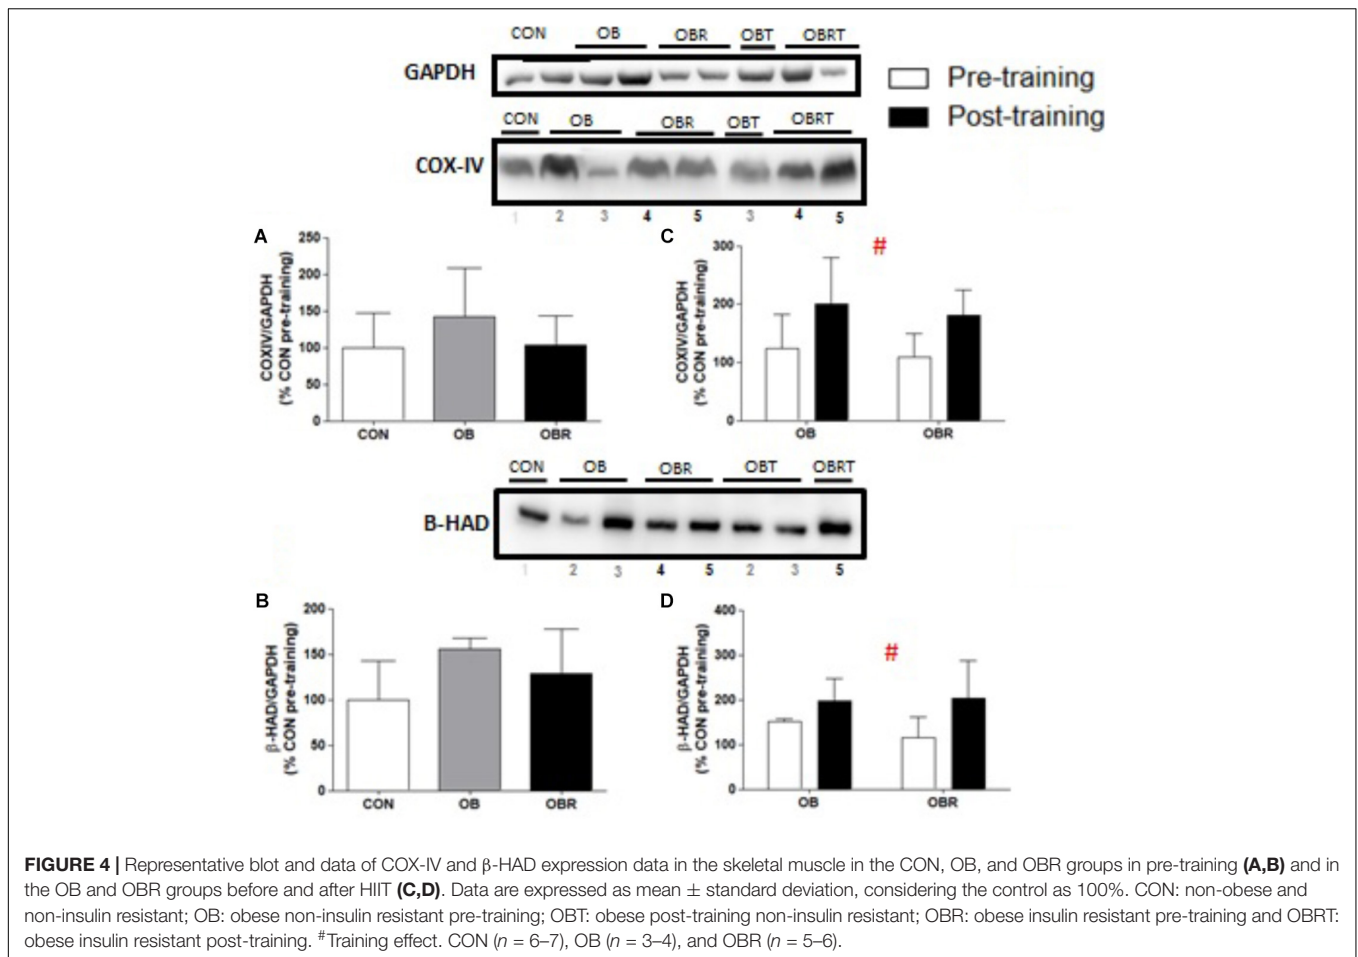 CON OB OBR OBT OBRT
GAPDH
Pre-training
Post-training
CON OB OBR OBT OBRT
COX-IV
1 2 3 4 5 3 4 5
A
COXIV/GAPDH
(% CON pre-training)
250
200
150
100
50
0
CON OB OBR
C
#
COXIV/GAPDH
(% CON pre-training)
300
200
100
0
OB OBR
CON OB OBR OBT OBRT
B-HAD
1 2 3 4 5 2 3 5
B
β-HAD/GAPDH
(% CON pre-training)
200
150
100
50
0
CON OB OBR
D
#
β-HAD/GAPDH
(% CON pre-training)
400
300
200
100
0
OB OBR
FIGURE 4 | Representative blot and data of COX-IV and β-HAD expression data in the skeletal muscle in the CON, OB, and OBR groups in pre-training (A,B) and in
the OB and OBR groups before and after HIIT (C,D). Data are expressed as mean ± standard deviation, considering the control as 100%. CON: non-obese and
non-insulin resistant; OB: obese non-insulin resistant pre-training; OBT: obese post-training non-insulin resistant; OBR: obese insulin resistant pre-training and OBRT:
obese insulin resistant post-training. #Training effect. CON (n = 6–7), OB (n = 3–4), and OBR (n = 5–6).